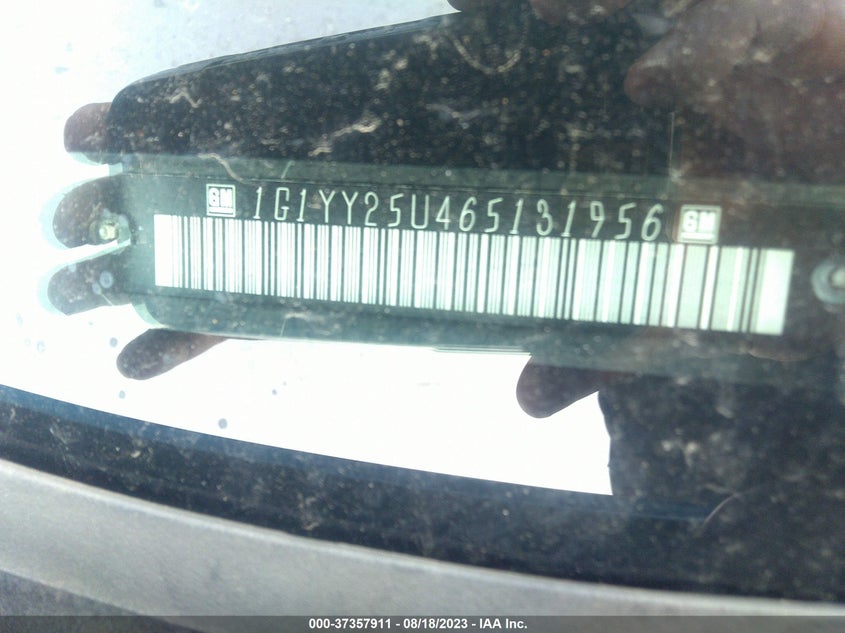 GM 1G1YY25U465131956 GM
000-37357911 - 08/18/2023 - IAA Inc.